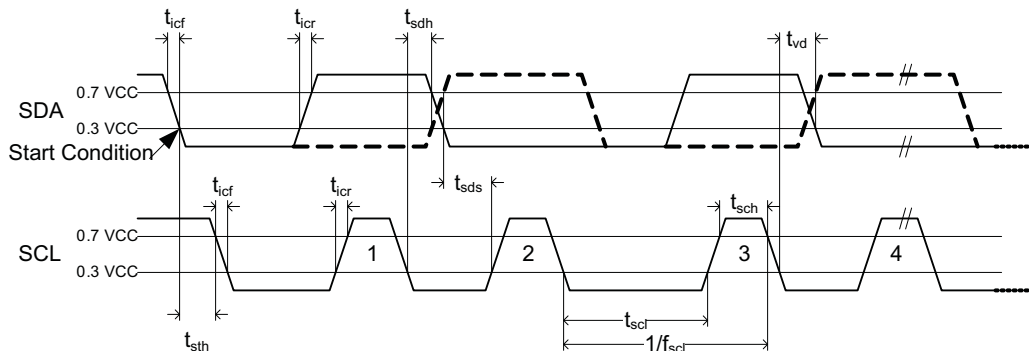 t_icf t_icr t_sdh t_vd
0.7 VCC
SDA
0.3 VCC
Start Condition
t_icf t_icr t_sds t_sch
0.7 VCC
SCL 1 2 3 4
0.3 VCC
t_scl
t_sth 1/f_scl